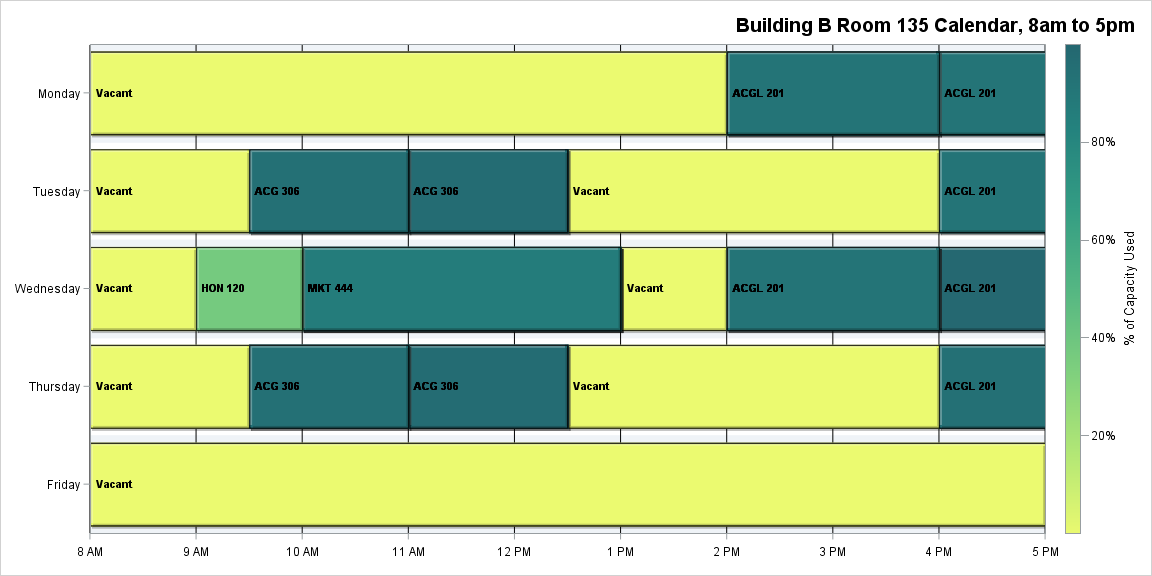 Building B Room 135 Calendar, 8am to 5pm
Monday Vacant ACGL 201 ACGL 201
Tuesday Vacant ACG 306 ACG 306 Vacant ACGL 201
Wednesday Vacant HON 120 MKT 444 Vacant ACGL 201 ACGL 201
Thursday Vacant ACG 306 ACG 306 Vacant ACGL 201
Friday Vacant
8 AM 9 AM 10 AM 11 AM 12 PM 1 PM 2 PM 3 PM 4 PM 5 PM
80%
60%
40%
20%
% of Capacity Used